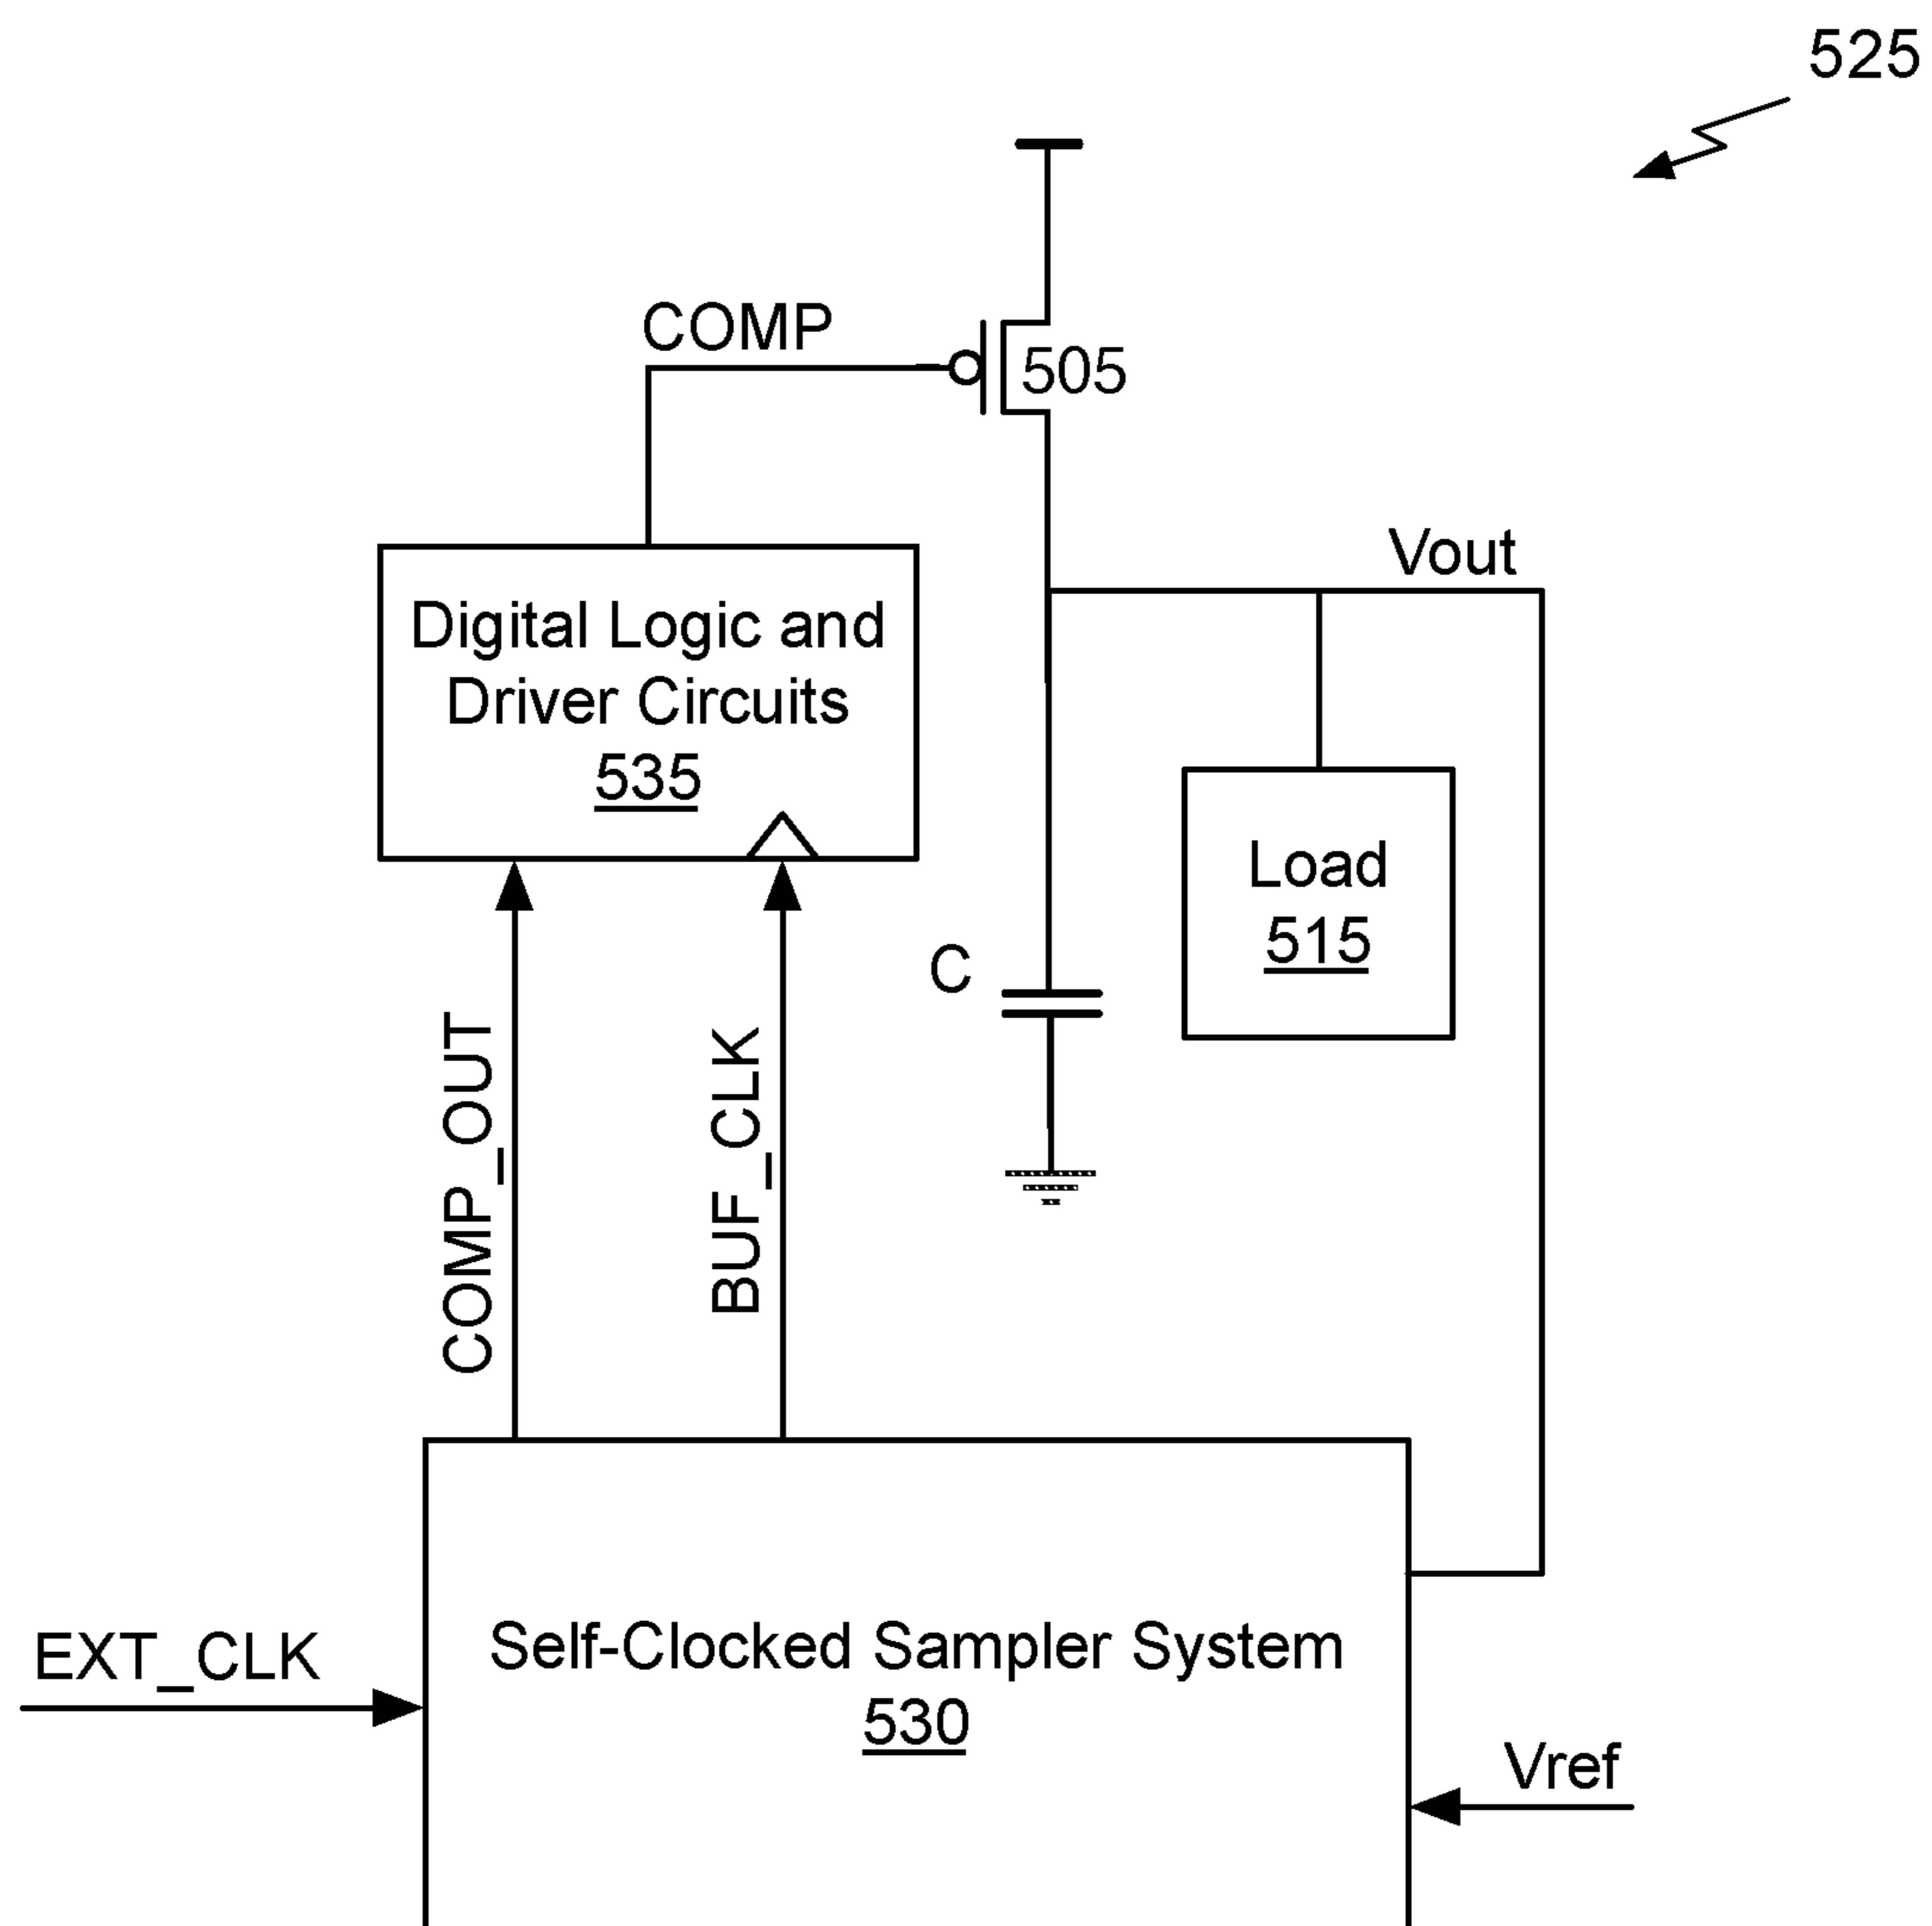 525
COMP
505
Vout
Digital Logic and
Driver Circuits
535
Load
515
C
COMP_OUT
BUF_CLK
EXT_CLK
Self-Clocked Sampler System
530
Vref